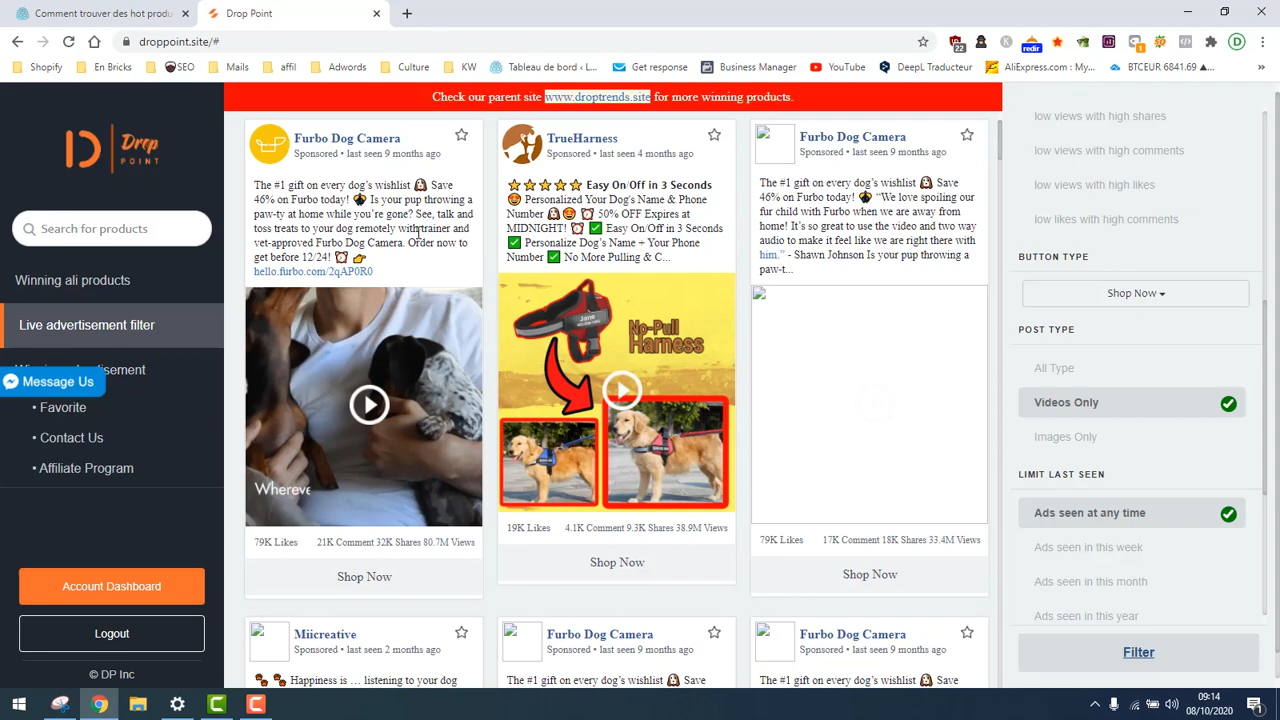 Comment trouver des hot produ
Drop Point
droppoint.site/#
22
redir
1
D
Shopify
En Bricks
SEO
Mails
affil
Adwords
Culture
KW
Tableau de bord < L...
Get response
Business Manager
YouTube
DeepL Traducteur
AliExpress.com : My...
BTCEUR 6841.69 ▲...
Drop
POINT
Search for products
Winning all products
Live advertisement filter
Message Us
• Favorite
• Contact Us
• Affiliate Program
Account Dashboard
Logout
© DP Inc
Check our parent site www.droptrends.site for more winning products.
Furbo Dog Camera
Sponsored • last seen 9 months ago
The #1 gift on every dog's wishlist 🐶 Save
46% on Furbo today! Is your pup throwing a
paw-ty at home while you're gone? See, talk and
toss treats to your dog remotely with trainer and
vet-approved Furbo Dog Camera. Order now to
get before 12/24! ⏰ 👉
hello.furbo.com/2qAP0R0
Wherever
79K Likes 21K Comment 32K Shares 80.7M Views
Shop Now
TrueHarness
Sponsored • last seen 4 months ago
⭐⭐⭐⭐⭐ Easy On/Off in 3 Seconds
😍 Personalized Your Dog's Name & Phone
Number 🐶😍 ⏰ 50% OFF Expires at
MIDNIGHT! ⏰ ✅ Easy On/Off in 3 Seconds
✅ Personalize Dog's Name + Your Phone
Number ✅ No More Pulling & C...
No-Pull
Harness
19K Likes 4.1K Comment 9.3K Shares 38.9M Views
Shop Now
Furbo Dog Camera
Sponsored • last seen 9 months ago
The #1 gift on every dog's wishlist 🐶 Save
46% on Furbo today! "We love spoiling our
fur child with Furbo when we are away from
home! It's so great to use the video and two way
audio to make it feel like we are right there with
him." - Shawn Johnson Is your pup throwing a
paw-t...
79K Likes 17K Comment 18K Shares 33.4M Views
Shop Now
Miicreative
Sponsored • last seen 2 months ago
Happiness is ... listening to your dog
Furbo Dog Camera
Sponsored • last seen 9 months ago
The #1 gift on every dog's wishlist 🐶 Save
Furbo Dog Camera
Sponsored • last seen 9 months ago
The #1 gift on every dog's wishlist 🐶 Save
low views with high shares
low views with high comments
low views with high likes
low likes with high comments
BUTTON TYPE
Shop Now
POST TYPE
All Type
Videos Only
Images Only
LIMIT LAST SEEN
Ads seen at any time
Ads seen in this week
Ads seen in this month
Ads seen in this year
Filter
09:14
08/10/2020
1